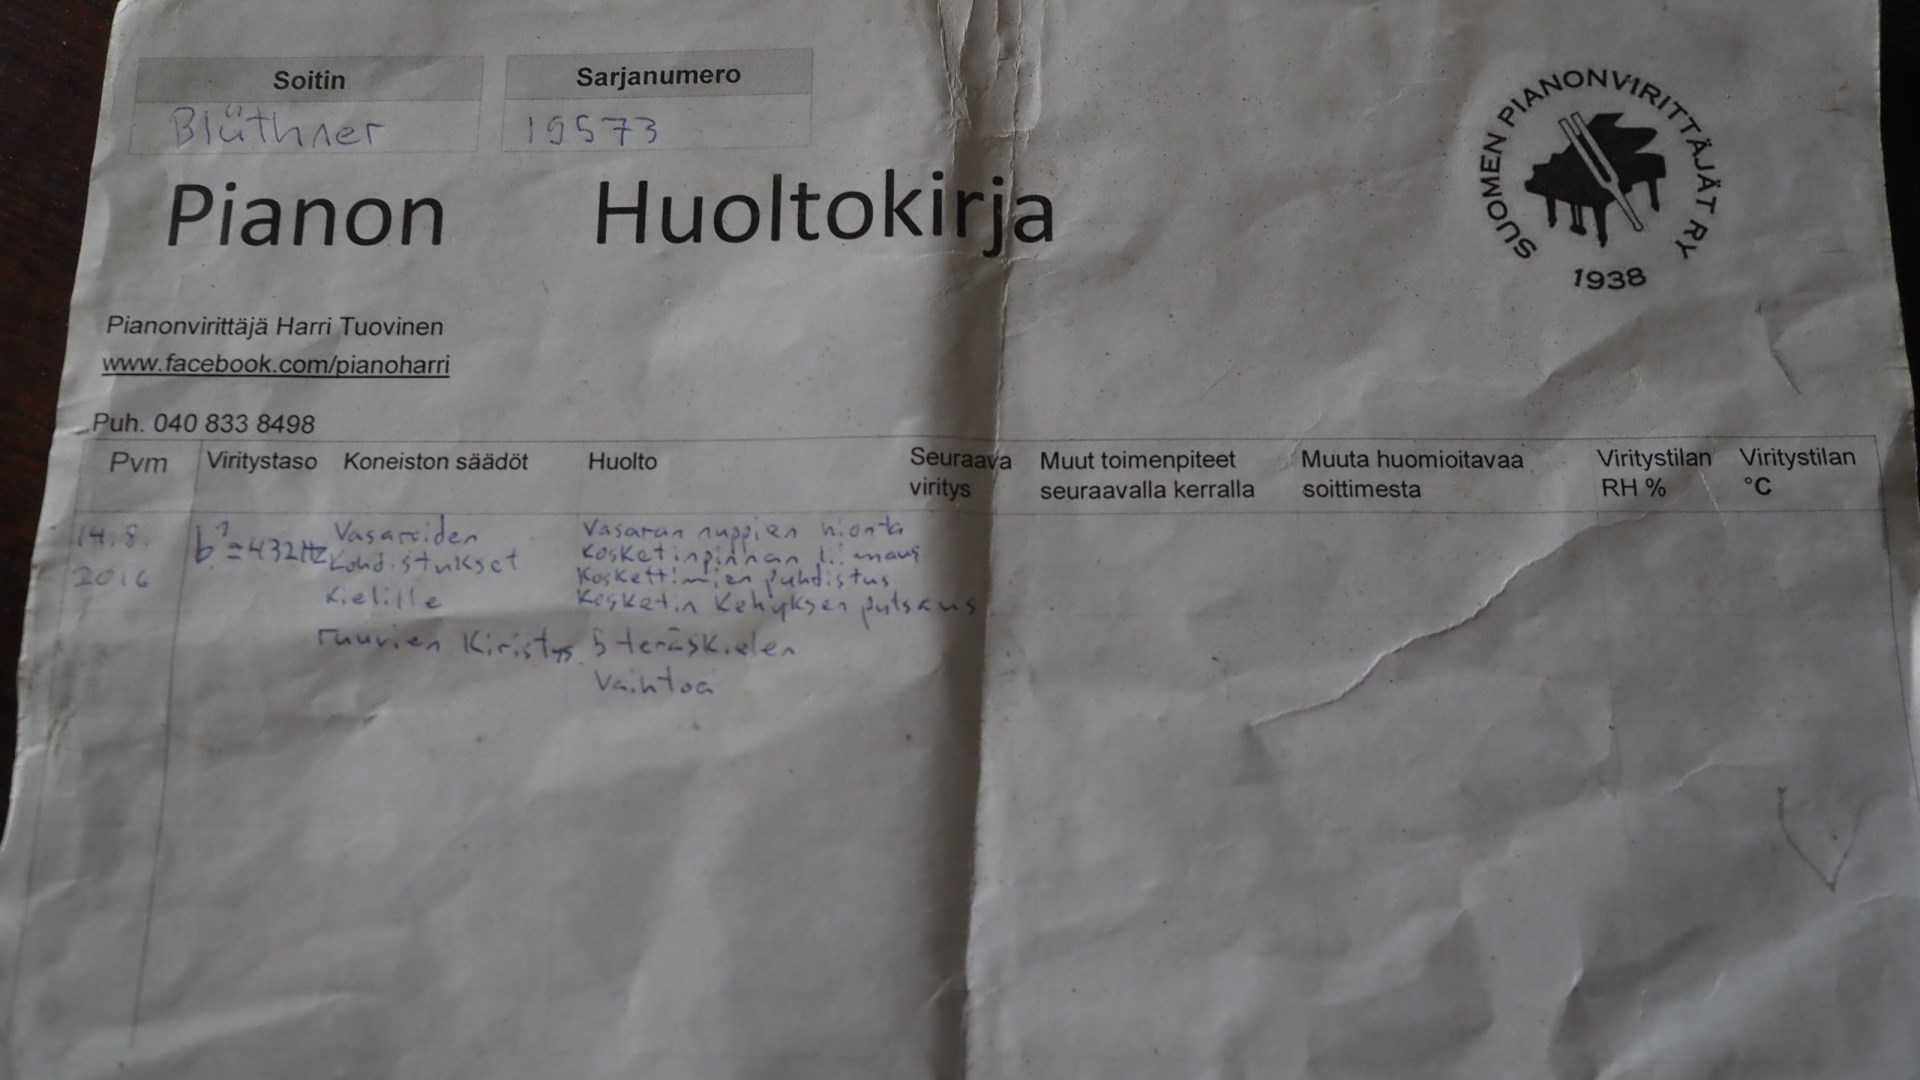 Soitin
Sarjanumero
Blüthner
19573
SUOMEN PIANONVIRITTÄJÄT RY
1938
Pianon Huoltokirja
Pianonvirittäjä Harri Tuovinen
www.facebook.com/pianoharri
Puh. 040 833 8498
Pvm
Viritystaso
Koneiston säädöt
Huolto
Seuraava
viritys
Muut toimenpiteet
seuraavalla kerralla
Muuta huomioitavaa
soittimesta
Viritystilan
RH %
Viritystilan
°C
14.8.
2016
=432Hz
Vasaroiden
kohdistukset
kielille
ruuvien kiristys
Vasaran nuppien hionta
kosketinpinnan liimaus
koskettimien puhdistus
kosketin kehyksen putsaus
5 teräskielen
vaihtoa